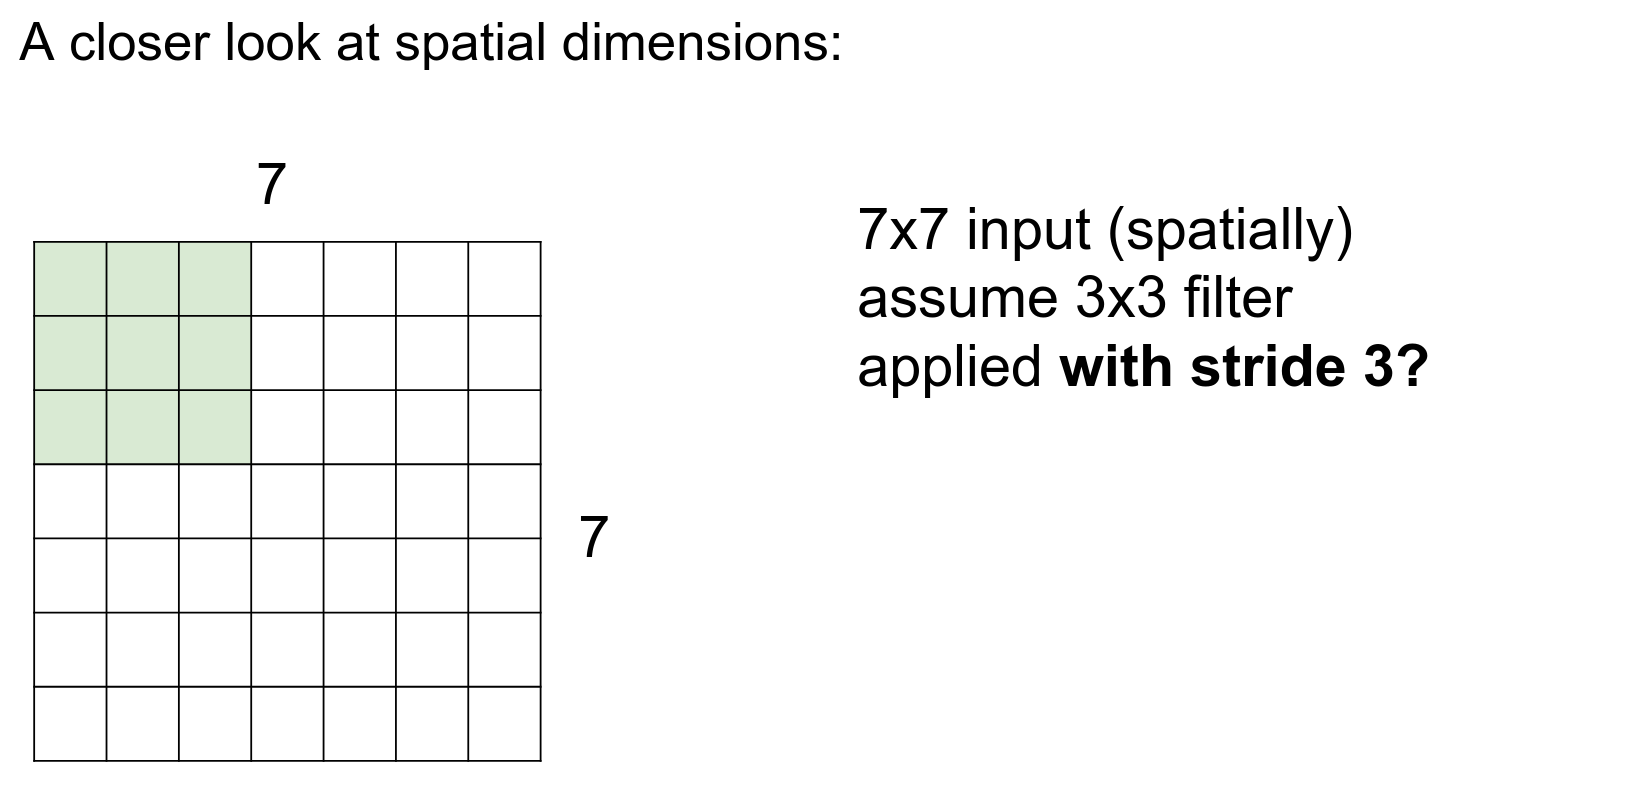 A closer look at spatial dimensions:
7
7x7 input (spatially)
assume 3x3 filter
applied with stride 3?
7